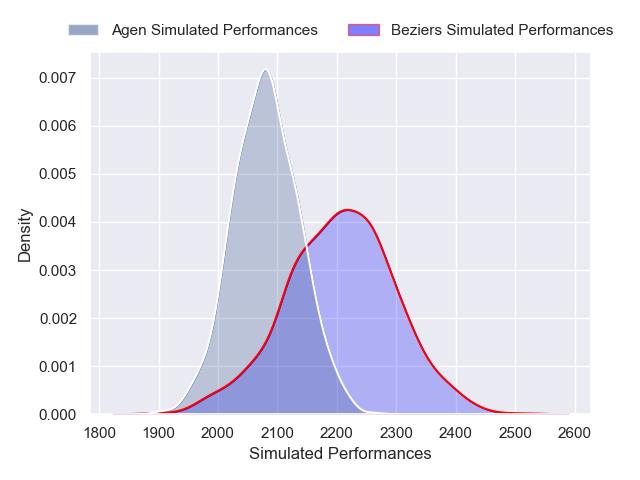 Agen Simulated Performances
Beziers Simulated Performances
0.007
0.006
0.005
0.004
0.003
0.002
0.001
0.000
Density
1800 1900 2000 2100 2200 2300 2400 2500 2600
Simulated Performances